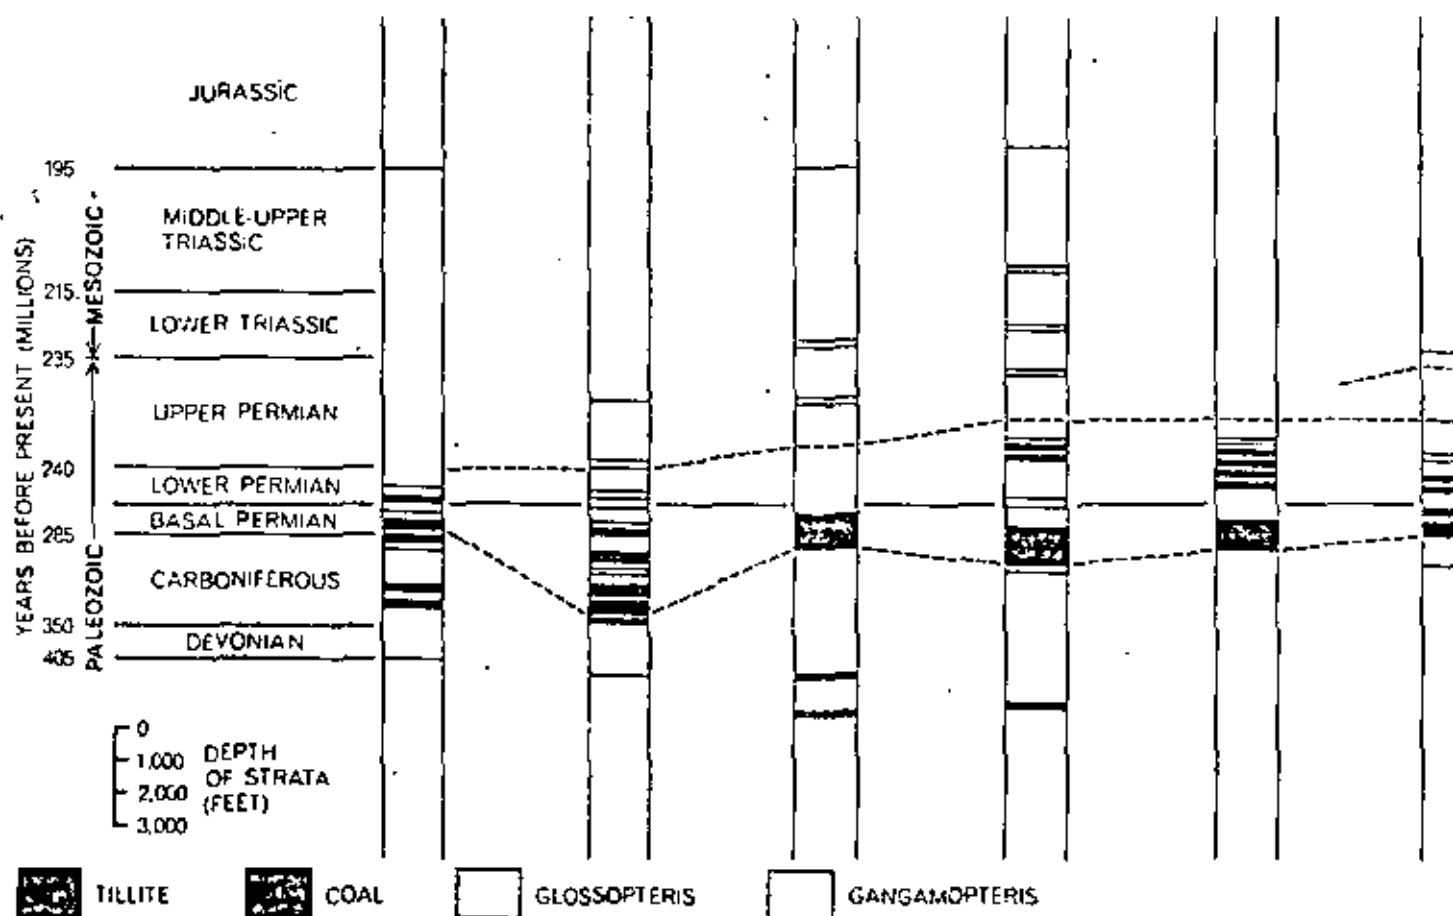 JURASSIC
195
MIDDLE-UPPER
TRIASSIC
215
LOWER TRIASSIC
235
UPPER PERMIAN
240
LOWER PERMIAN
BASAL PERMIAN
285
CARBONIFEROUS
350
DEVONIAN
405
YEARS BEFORE PRESENT (MILLIONS)
PALEOZOIC
MESOZOIC
0
1,000
2,000
3,000
DEPTH
OF STRATA
(FEET)
TILLITE
COAL
GLOSSOPTERIS
GANGAMOPTERIS